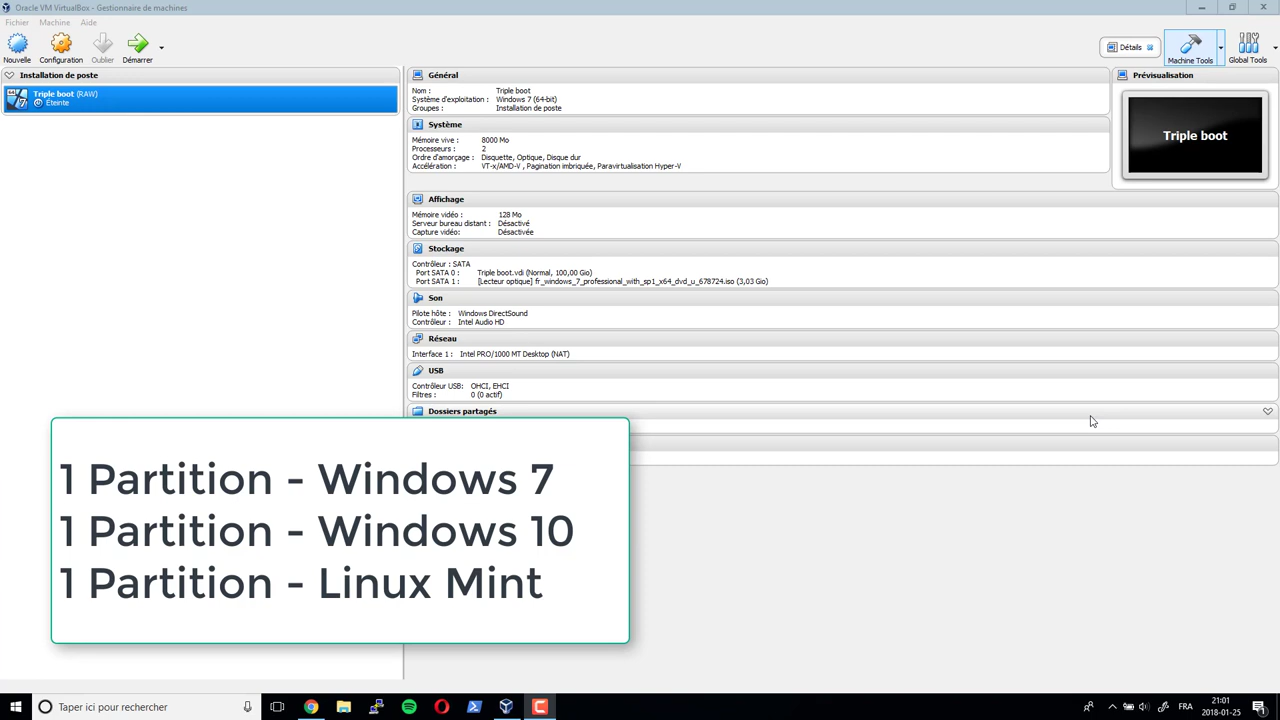 Oracle VM VirtualBox - Gestionnaire de machines
Fichier Machine Aide
Nouvelle Configuration Oublier Démarrer
Détails Machine Tools Global Tools
Installation de poste
Triple boot (RAW)
Éteinte
Général
Nom : Triple boot
Système d'exploitation : Windows 7 (64-bit)
Groupes : Installation de poste
Système
Mémoire vive : 8000 Mo
Processeurs : 2
Ordre d'amorçage : Disquette, Optique, Disque dur
Accélération : VT-x/AMD-V , Pagination imbriquée, Paravirtualisation Hyper-V
Prévisualisation
Triple boot
Affichage
Mémoire vidéo : 128 Mo
Serveur bureau distant : Désactivé
Capture vidéo: Désactivée
Stockage
Contrôleur : SATA
Port SATA 0 : Triple boot.vdi (Normal, 100,00 Gio)
Port SATA 1 : [Lecteur optique] fr_windows_7_professional_with_sp1_x64_dvd_u_678724.iso (3,03 Gio)
Son
Pilote hôte : Windows DirectSound
Contrôleur : Intel Audio HD
Réseau
Interface 1 : Intel PRO/1000 MT Desktop (NAT)
USB
Contrôleur USB: OHCI, EHCI
Filtres : 0 (0 actif)
Dossiers partagés
1 Partition - Windows 7
1 Partition - Windows 10
1 Partition - Linux Mint
Taper ici pour rechercher
FRA
21:01
2018-01-25